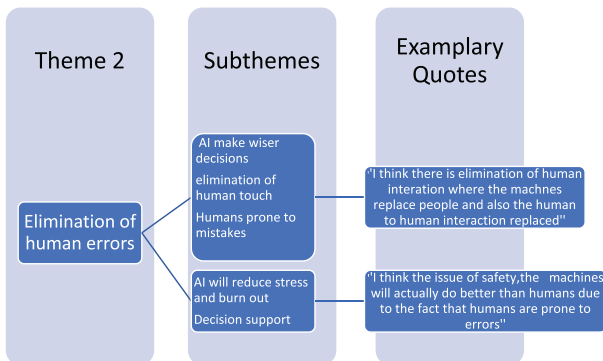 Theme 2
Subthemes
Examplary
Quotes
Elimination of
human errors
AI make wiser
decisions
elimination of
human touch
Humans prone to
mistakes
AI will reduce stress
and burn out
Decision support
"I think there is elimination of human
interation where the machnes
replace people and also the human
to human interaction replaced"
"I think the issue of safety,the machines
will actually do better than humans due
to the fact that humans are prone to
errors"